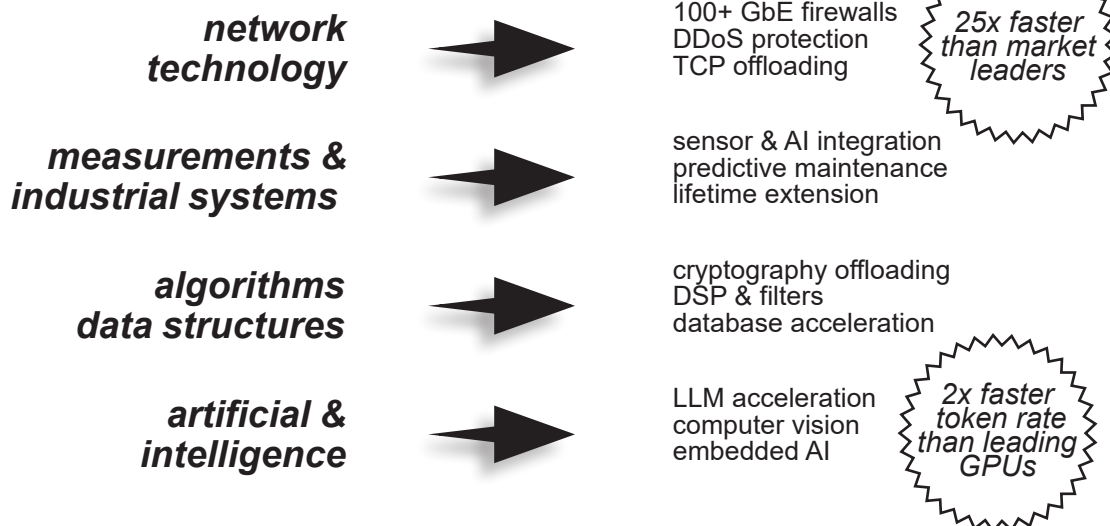 network
technology
100+ GbE firewalls
DDoS protection
TCP offloading
25x faster
than market
leaders
measurements &
industrial systems
sensor & AI integration
predictive maintenance
lifetime extension
algorithms
data structures
cryptography offloading
DSP & filters
database acceleration
artificial &
intelligence
LLM acceleration
computer vision
embedded AI
2x faster
token rate
than leading
GPUs